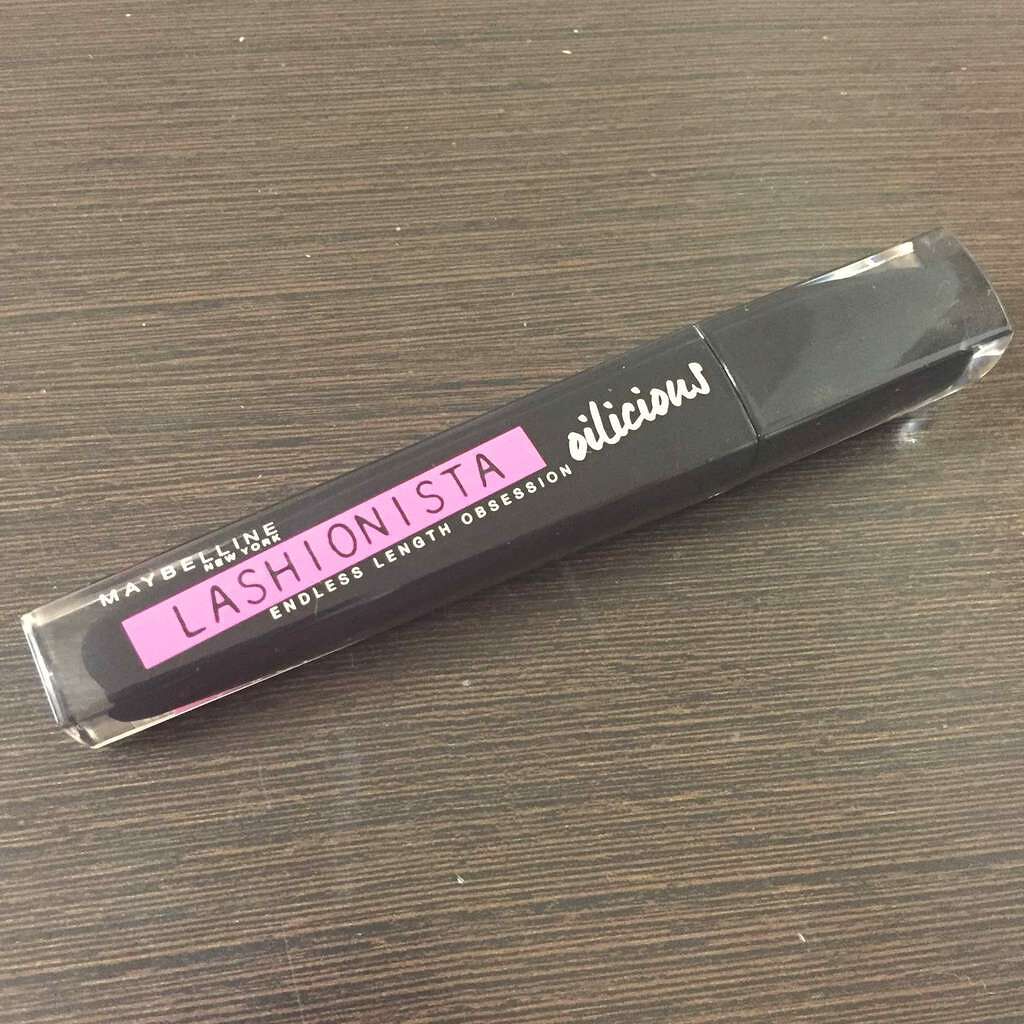 MAYBELLINE
NEW YORK
LASHIONISTA
ENDLESS LENGTH OBSESSION
oilicious